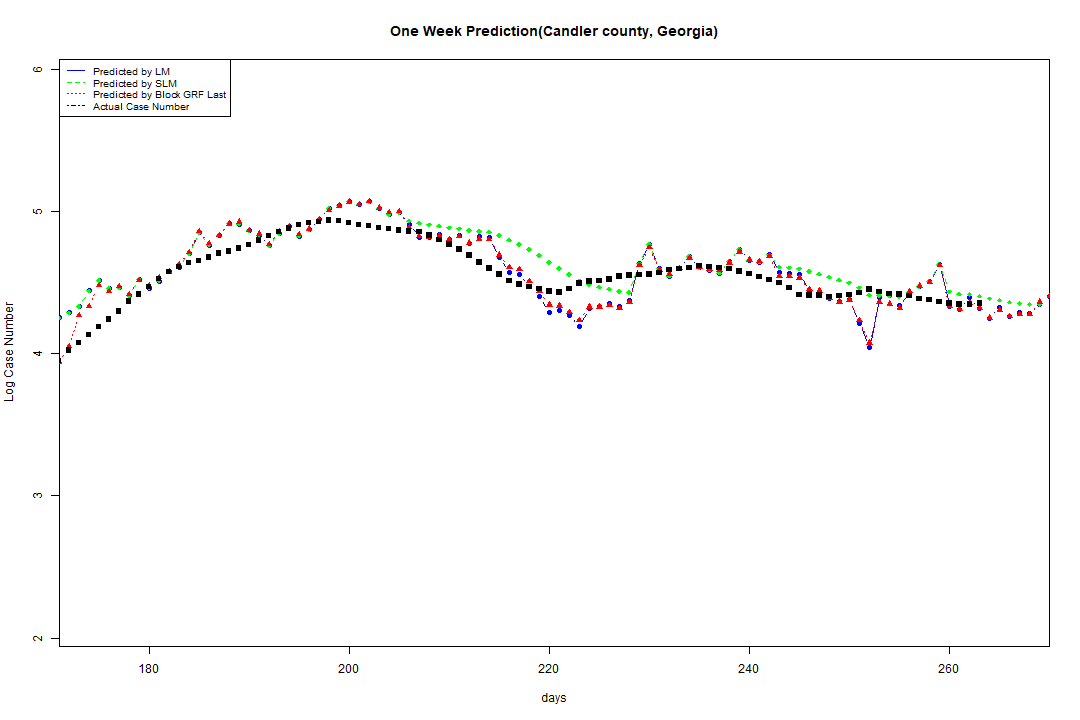 One Week Prediction(Candler county, Georgia)
Predicted by LM
Predicted by SLM
Predicted by Block GRF Last
Actual Case Number
6
5
4
3
2
Log Case Number
180 200 220 240 260
days